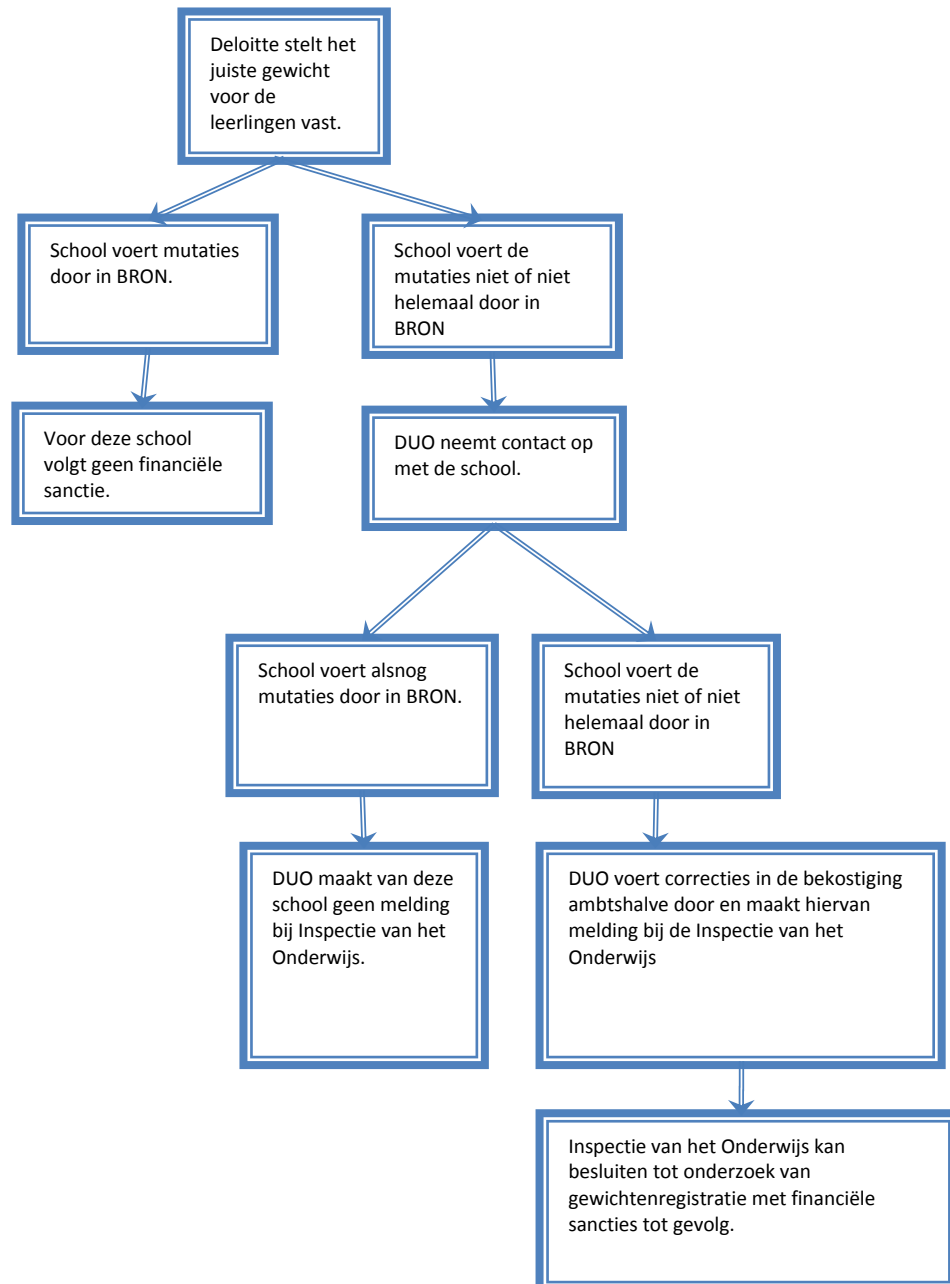 Deloitte stelt het
juiste gewicht
voor de
leerlingen vast.
School voert mutaties
door in BRON.
School voert de
mutaties niet of niet
helemaal door in
BRON
Voor deze school
volgt geen financiële
sanctie.
DUO neemt contact op
met de school.
School voert alsnog
mutaties door in BRON.
School voert de
mutaties niet of niet
helemaal door in
BRON
DUO maakt van deze
school geen melding
bij Inspectie van het
Onderwijs.
DUO voert correcties in de bekostiging
ambtshalve door en maakt hiervan
melding bij de Inspectie van het
Onderwijs
Inspectie van het Onderwijs kan
besluiten tot onderzoek van
gewichtenregistratie met financiële
sancties tot gevolg.